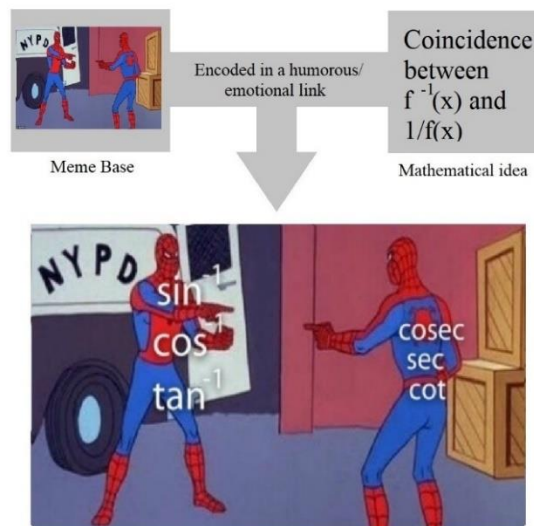 NYPD
Encoded in a humorous/
emotional link
Coincidence
between
f⁻¹(x) and
1/f(x)
Meme Base
Mathematical idea
NYPD
sin⁻¹
cos⁻¹
tan⁻¹
cosec
sec
cot